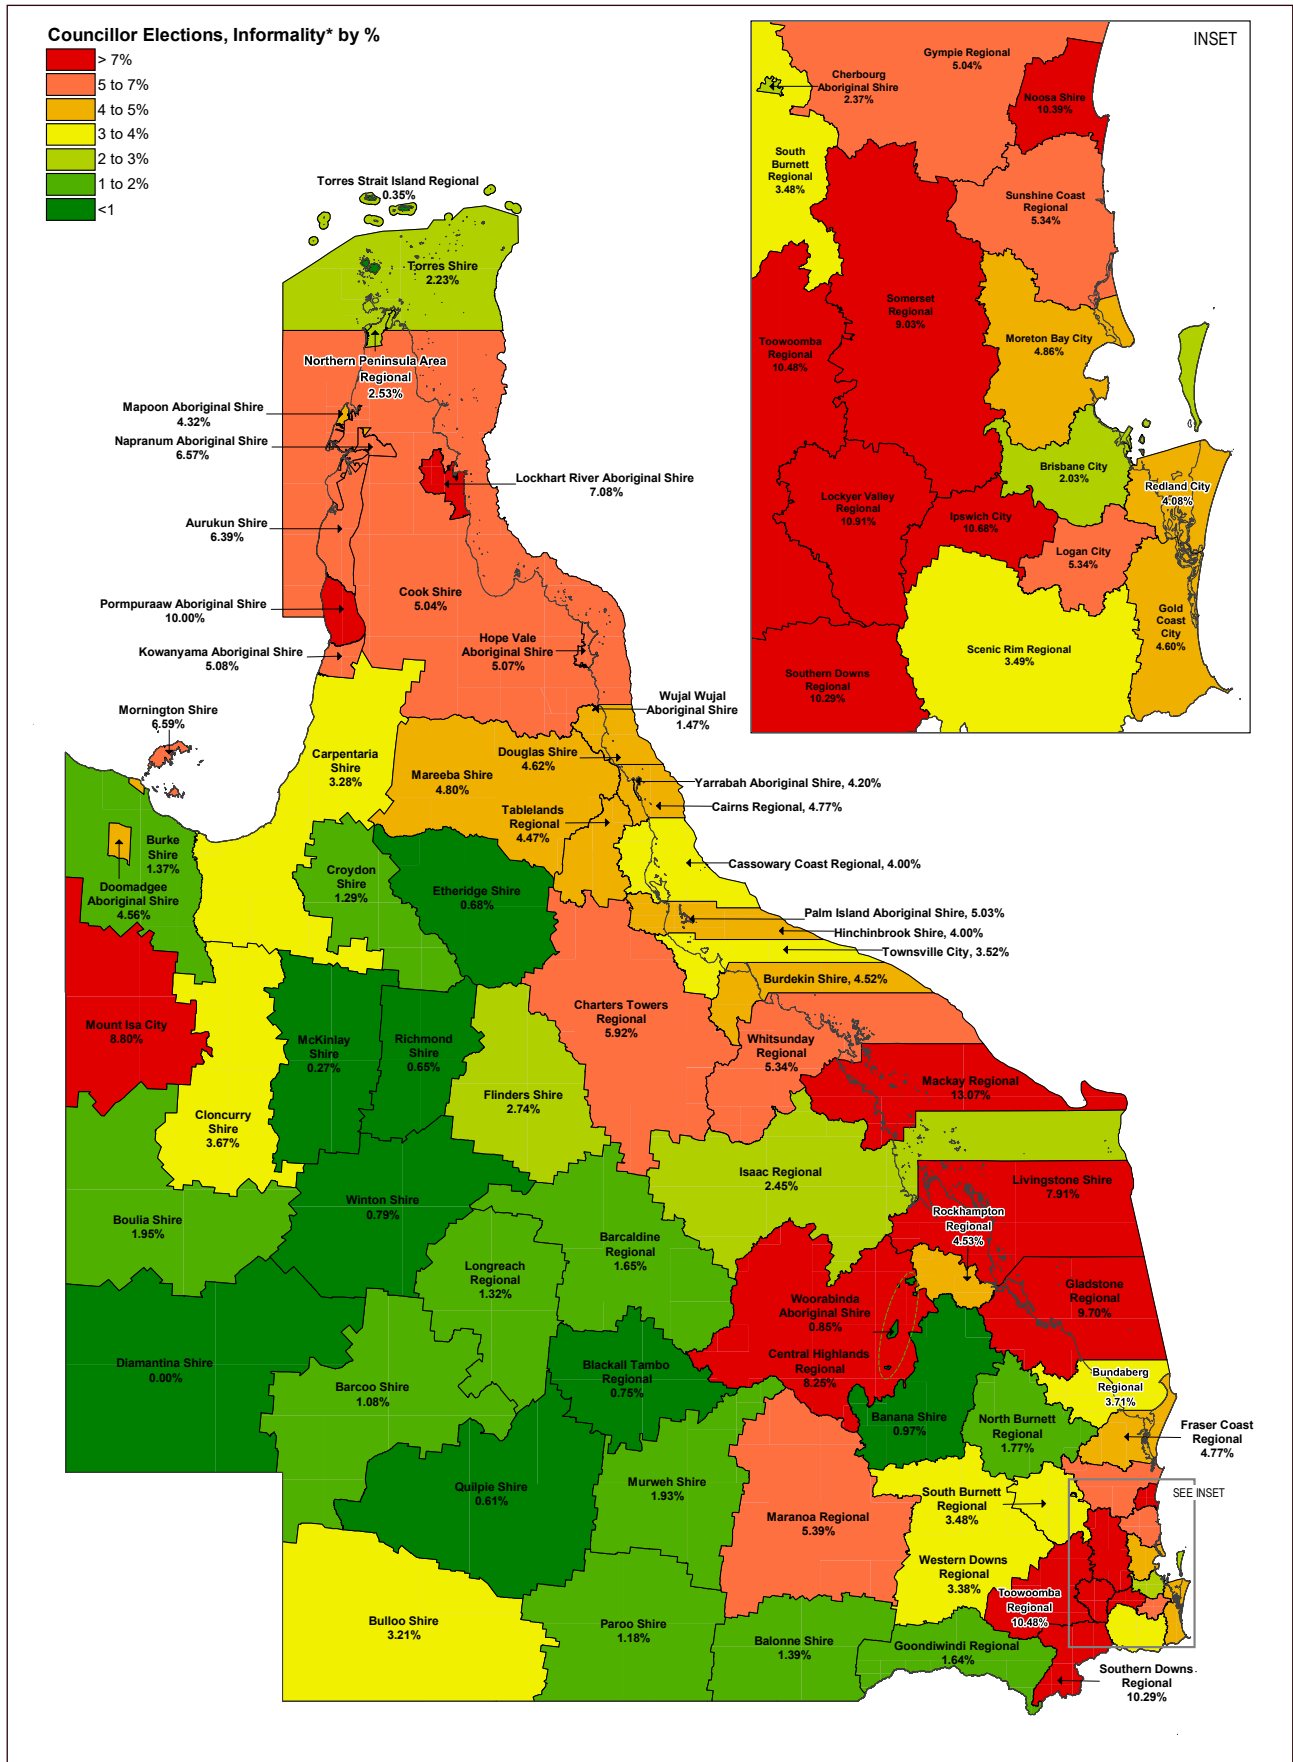 Councillor Elections, Informality* by %
> 7%
5 to 7%
4 to 5%
3 to 4%
2 to 3%
1 to 2%
<1
INSET
Gympie Regional
5.04%
Cherbourg
Aboriginal Shire
2.37%
Noosa Shire
10.39%
South
Burnett
Regional
3.48%
Sunshine Coast
Regional
5.34%
Somerset
Regional
9.03%
Toowoomba
Regional
10.48%
Moreton Bay City
4.86%
Brisbane City
2.03%
Redland City
4.08%
Lockyer Valley
Regional
10.91%
Ipswich City
10.68%
Logan City
5.34%
Gold
Coast
City
4.60%
Scenic Rim Regional
3.49%
Southern Downs
Regional
10.29%
Torres Strait Island Regional
0.35%
Torres Shire
2.23%
Northern Peninsula Area
Regional
2.53%
Mapoon Aboriginal Shire
4.32%
Napranum Aboriginal Shire
6.57%
Lockhart River Aboriginal Shire
7.08%
Aurukun Shire
6.39%
Cook Shire
5.04%
Pormpuraaw Aboriginal Shire
10.00%
Hope Vale
Aboriginal Shire
5.07%
Kowanyama Aboriginal Shire
5.08%
Wujal Wujal
Aboriginal Shire
1.47%
Mornington Shire
6.59%
Carpentaria
Shire
3.28%
Douglas Shire
4.62%
Mareeba Shire
4.80%
Yarrabah Aboriginal Shire, 4.20%
Cairns Regional, 4.77%
Tablelands
Regional
4.47%
Burke
Shire
1.37%
Croydon
Shire
1.29%
Cassowary Coast Regional, 4.00%
Doomadgee
Aboriginal Shire
4.56%
Etheridge Shire
0.68%
Palm Island Aboriginal Shire, 5.03%
Hinchinbrook Shire, 4.00%
Townsville City, 3.52%
Burdekin Shire, 4.52%
Charters Towers
Regional
5.92%
Mount Isa City
8.80%
McKinlay
Shire
0.27%
Richmond
Shire
0.65%
Whitsunday
Regional
5.34%
Mackay Regional
13.07%
Flinders Shire
2.74%
Cloncurry
Shire
3.67%
Isaac Regional
2.45%
Livingstone Shire
7.91%
Winton Shire
0.79%
Boulia Shire
1.95%
Rockhampton
Regional
4.53%
Barcaldine
Regional
1.65%
Longreach
Regional
1.32%
Gladstone
Regional
9.70%
Woorabinda
Aboriginal Shire
0.85%
Diamantina Shire
0.00%
Central Highlands
Regional
8.25%
Blackall Tambo
Regional
0.75%
Bundaberg
Regional
3.71%
Barcoo Shire
1.08%
Banana Shire
0.97%
North Burnett
Regional
1.77%
Fraser Coast
Regional
4.77%
Quilpie Shire
0.61%
Murweh Shire
1.93%
South Burnett
Regional
3.48%
SEE INSET
Maranoa Regional
5.39%
Western Downs
Regional
3.38%
Toowoomba
Regional
10.48%
Bulloo Shire
3.21%
Paroo Shire
1.18%
Balonne Shire
1.39%
Goondiwindi Regional
1.64%
Southern Downs
Regional
10.29%